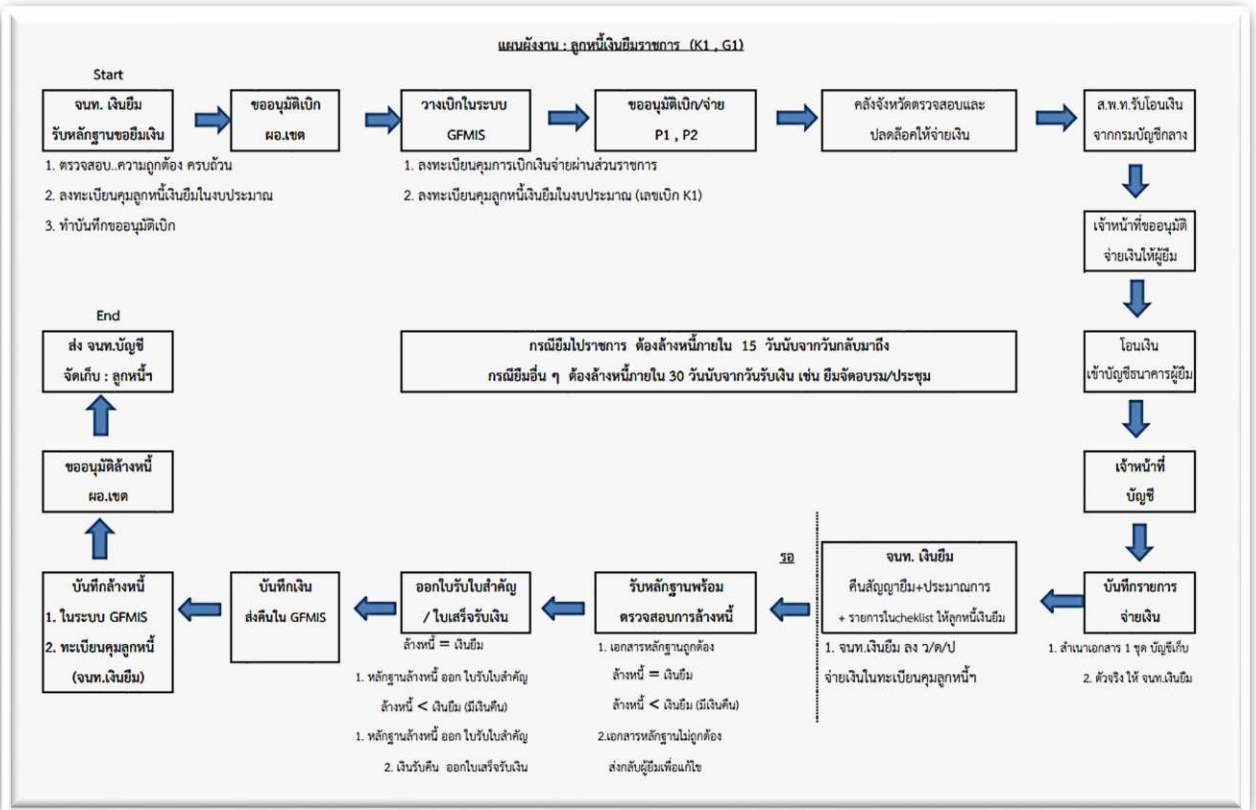 แผนผังงาน : ลูกหนี้เงินยืมราชการ (K1 , G1)
Start
จนท. เงินยืม
รับหลักฐานขอยืมเงิน
ขออนุมัติเบิก
ผอ.เขต
วางเบิกในระบบ
GFMIS
ขออนุมัติเบิก/จ่าย
P1 , P2
คลังจังหวัดตรวจสอบและ
ปลดล๊อคให้จ่ายเงิน
ส.พ.ท.รับโอนเงิน
จากกรมบัญชีกลาง
1. ตรวจสอบ..ความถูกต้อง ครบถ้วน
2. ลงทะเบียนคุมลูกหนี้เงินยืมในงบประมาณ
3. ทำบันทึกขออนุมัติเบิก
1. ลงทะเบียนคุมการเบิกเงินจ่ายผ่านส่วนราชการ
2. ลงทะเบียนคุมลูกหนี้เงินยืมในงบประมาณ (เลขเบิก K1)
เจ้าหน้าที่ขออนุมัติ
จ่ายเงินให้ผู้ยืม
โอนเงิน
เข้าบัญชีธนาคารผู้ยืม
เจ้าหน้าที่
บัญชี
บันทึกรายการ
จ่ายเงิน
1. สำเนาเอกสาร 1 ชุด บัญชีเก็บ
2. ตัวจริง ให้ จนท.เงินยืม
กรณียืมไปราชการ ต้องล้างหนี้ภายใน 15 วันนับจากวันกลับมาถึง
กรณียืมอื่น ๆ ต้องล้างหนี้ภายใน 30 วันนับจากวันรับเงิน เช่น ยืมจัดอบรม/ประชุม
จนท. เงินยืม
คืนสัญญายืม+ประมาณการ
+ รายการในcheklist ให้ลูกหนี้เงินยืม
1. จนท.เงินยืม ลง ว/ด/ป
จ่ายเงินในทะเบียนคุมลูกหนี้ฯ
รอ
รับหลักฐานพร้อม
ตรวจสอบการล้างหนี้
1. เอกสารหลักฐานถูกต้อง
ล้างหนี้ = เงินยืม
ล้างหนี้ < เงินยืม (มีเงินคืน)
2.เอกสารหลักฐานไม่ถูกต้อง
ส่งกลับผู้ยืมเพื่อแก้ไข
ออกใบรับใบสำคัญ
/ ใบเสร็จรับเงิน
ล้างหนี้ = เงินยืม
1. หลักฐานล้างหนี้ ออก ใบรับใบสำคัญ
ล้างหนี้ < เงินยืม (มีเงินคืน)
1. หลักฐานล้างหนี้ ออก ใบรับใบสำคัญ
2. เงินรับคืน ออกใบเสร็จรับเงิน
บันทึกเงิน
ส่งคืนใน GFMIS
บันทึกล้างหนี้
1. ในระบบ GFMIS
2. ทะเบียนคุมลูกหนี้
(จนท.เงินยืม)
ขออนุมัติล้างหนี้
ผอ.เขต
End
ส่ง จนท.บัญชี
จัดเก็บ : ลูกหนี้ฯ